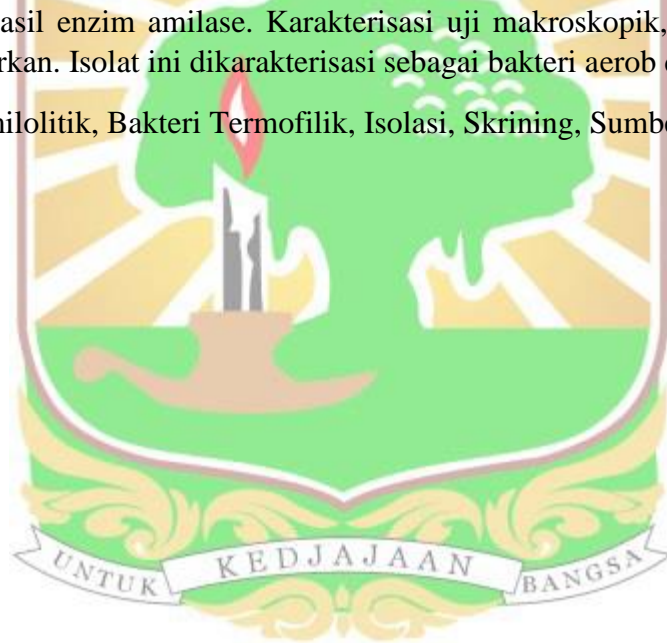 asil enzim amilase. Karakterisasi uji makroskopik,
rkan. Isolat ini dikarakterisasi sebagai bakteri aerob
ilolitik, Bakteri Termofilik, Isolasi, Skrining,
UNTUK KEDJAJAAN BANGSA